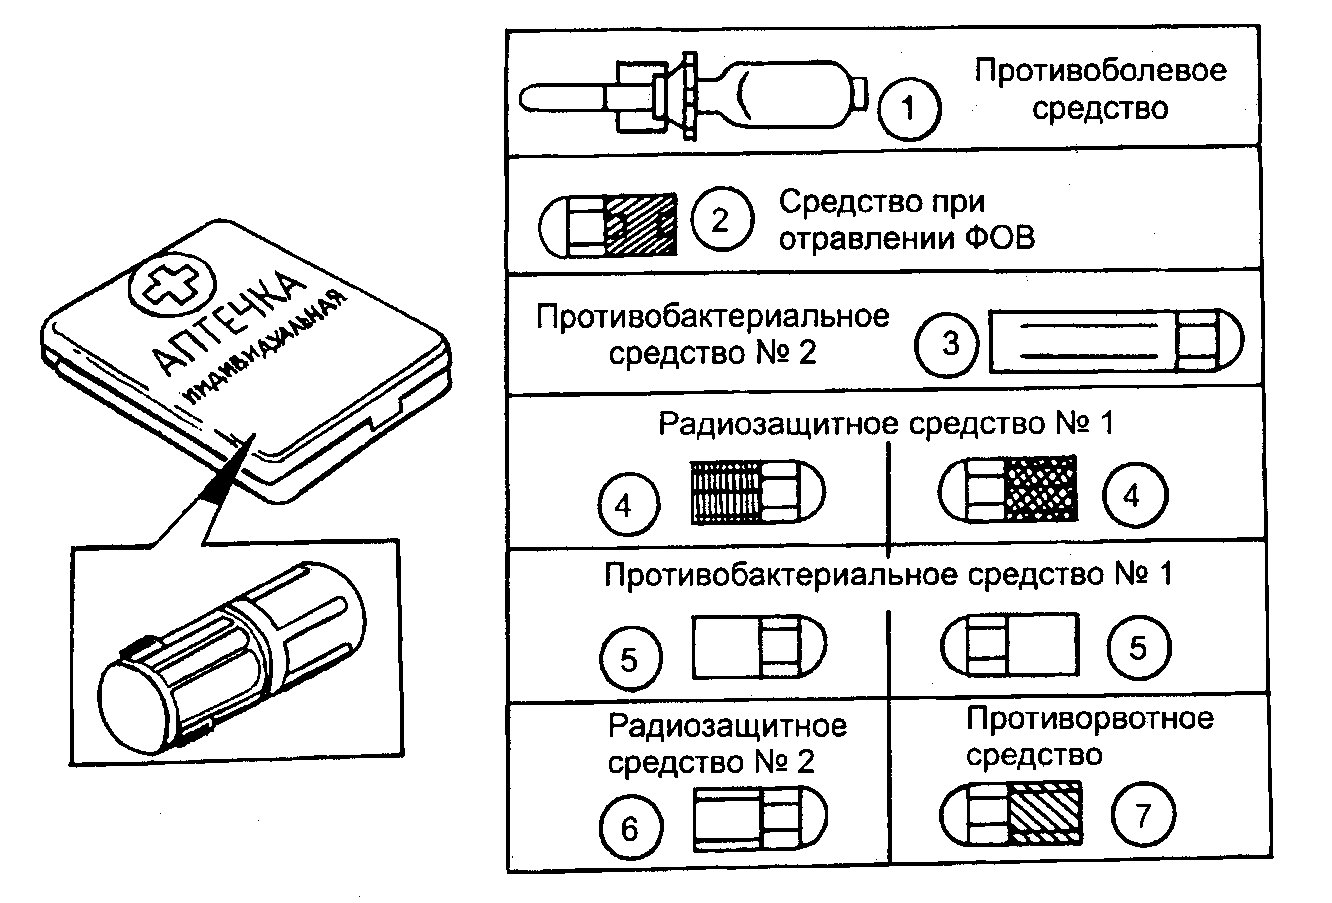 АПТЕЧКА
ИНДИВИДУАЛЬНАЯ
1 Противоболевое
средство
2 Средство при
отравлении ФОВ
Противобактериальное
средство № 2 3
Радиозащитное средство № 1
4 4
Противобактериальное средство № 1
5 5
Радиозащитное
средство № 2
6
Противорвотное
средство
7